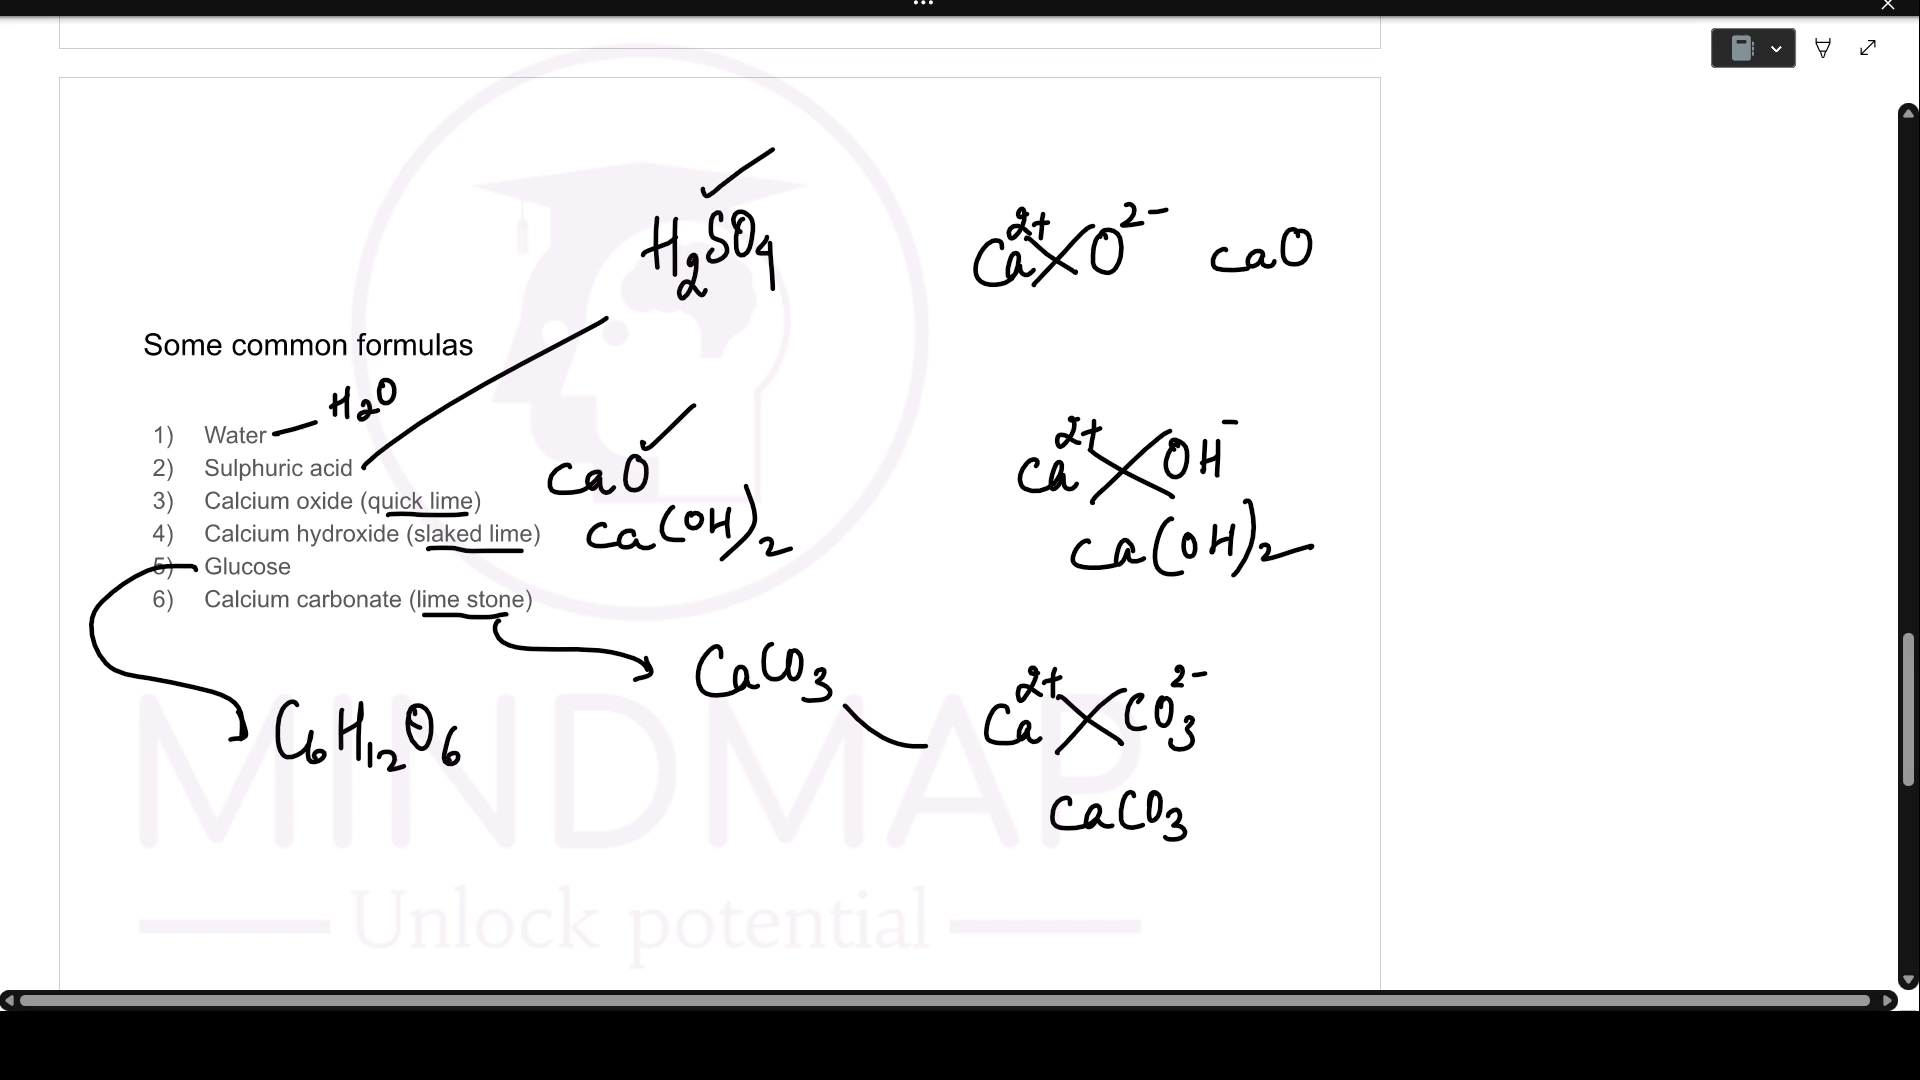 H₂SO₄
Ca²⁺ O²⁻ CaO
Some common formulas
1) Water H₂O
2) Sulphuric acid
3) Calcium oxide (quick lime) CaO
4) Calcium hydroxide (slaked lime) Ca(OH)₂
5) Glucose
6) Calcium carbonate (lime stone)
Ca²⁺ OH⁻
Ca(OH)₂
CaCO₃
Ca²⁺ CO₃²⁻
C₆H₁₂O₆
CaCO₃
MINDMAP
Unlock potential